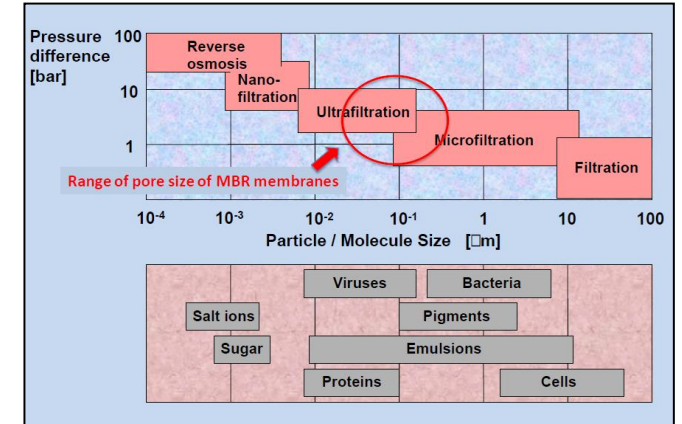 Pressure
difference
[bar]
100
10
1
Reverse
osmosis
Nano-
filtration
Ultrafiltration
Microfiltration
Filtration
Range of pore size of MBR membranes
10-4 10-3 10-2 10-1 1 10 100
Particle / Molecule Size [□m]
Viruses Bacteria
Salt ions Pigments
Sugar Emulsions
Proteins Cells